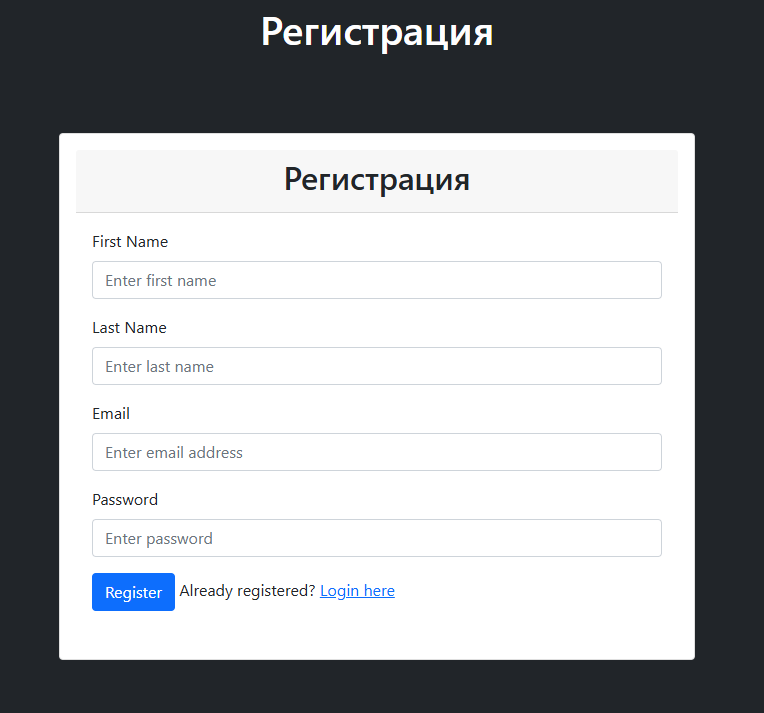 Регистрация
Регистрация
First Name
Enter first name
Last Name
Enter last name
Email
Enter email address
Password
Enter password
Register Already registered? Login here